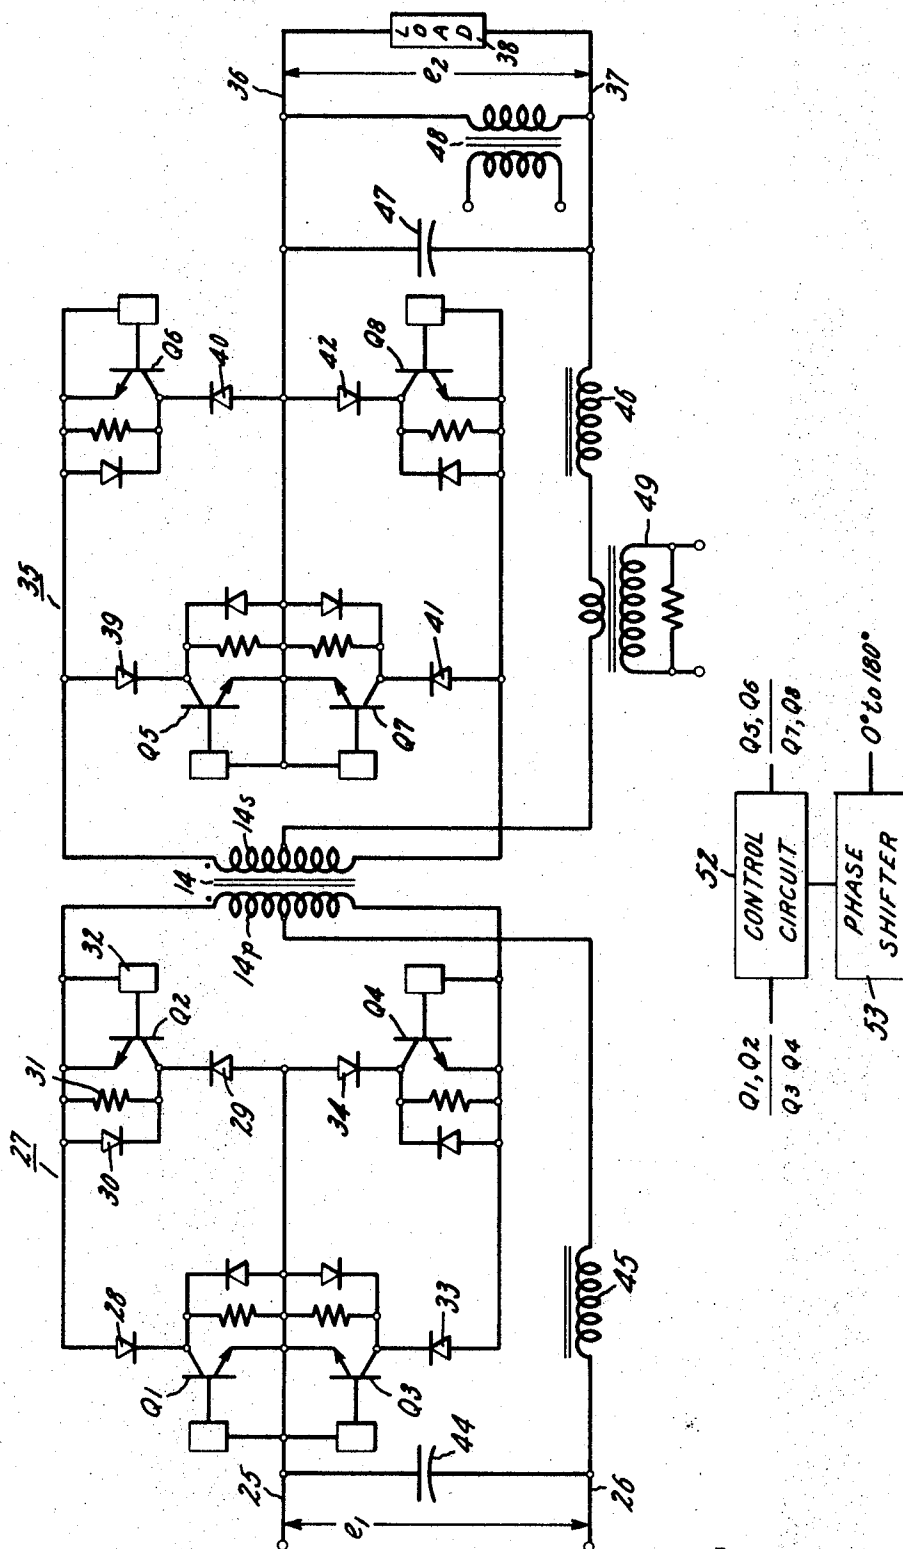 LOAD
38
36
e2
37
48
47
Q6
40
42
Q8
46
35
39
Q5
Q7
41
49
14s
14
14p
32
Q2
Q4
31
27
30
29
34
28
33
Q1
Q3
45
25
44
26
e1
52
CONTROL
CIRCUIT
Q1, Q2
Q3 Q4
Q5, Q6
Q7, Q8
PHASE
SHIFTER
53
0° to 180°